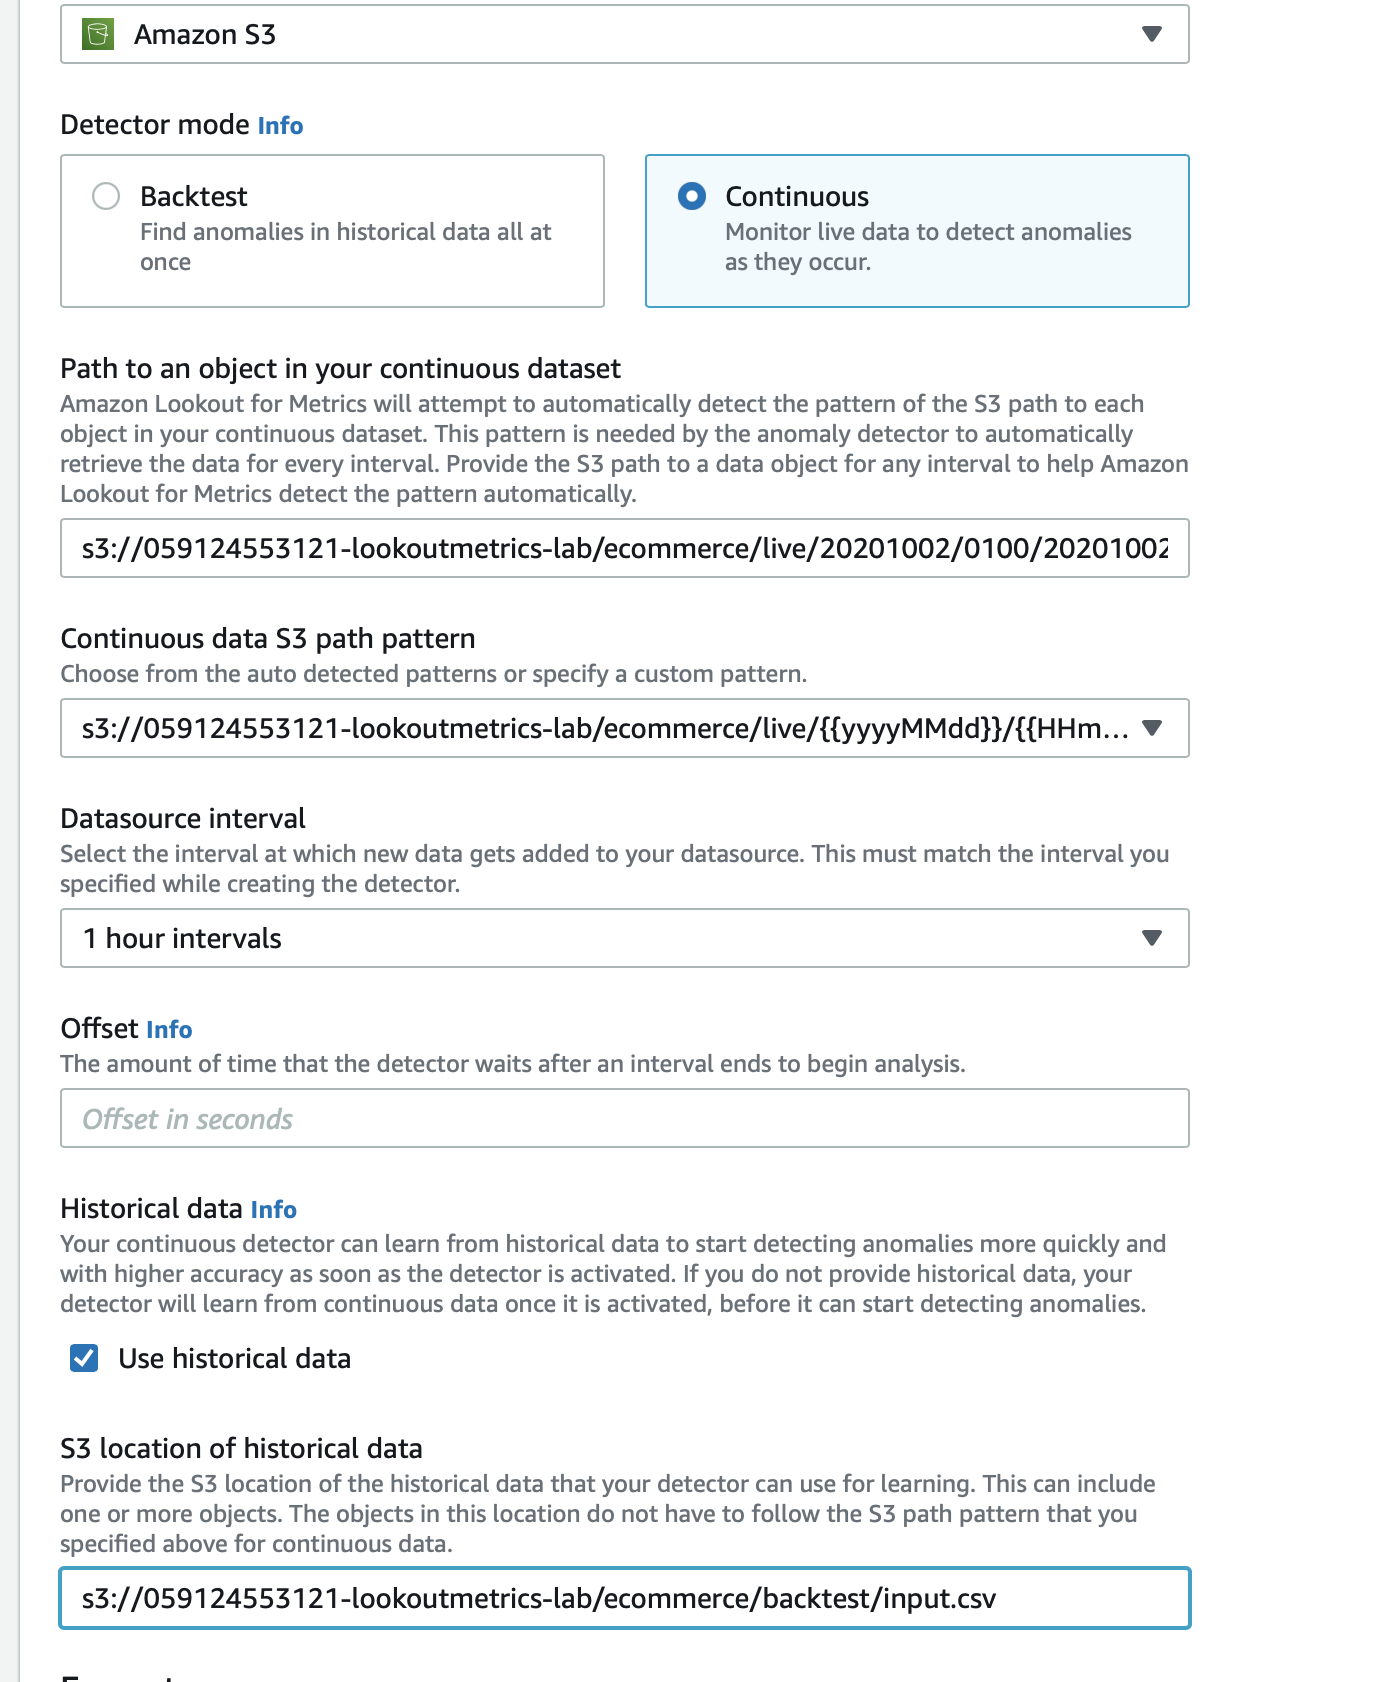 Amazon S3
Detector mode Info
Backtest
Find anomalies in historical data all at
once
Continuous
Monitor live data to detect anomalies
as they occur.
Path to an object in your continuous dataset
Amazon Lookout for Metrics will attempt to automatically detect the pattern of the S3 path to each
object in your continuous dataset. This pattern is needed by the anomaly detector to automatically
retrieve the data for every interval. Provide the S3 path to a data object for any interval to help Amazon
Lookout for Metrics detect the pattern automatically.
s3://059124553121-lookoutmetrics-lab/ecommerce/live/20201002/0100/20201002
Continuous data S3 path pattern
Choose from the auto detected patterns or specify a custom pattern.
s3://059124553121-lookoutmetrics-lab/ecommerce/live/{{yyyyMMdd}}/{{HHm...
Datasource interval
Select the interval at which new data gets added to your datasource. This must match the interval you
specified while creating the detector.
1 hour intervals
Offset Info
The amount of time that the detector waits after an interval ends to begin analysis.
Offset in seconds
Historical data Info
Your continuous detector can learn from historical data to start detecting anomalies more quickly and
with higher accuracy as soon as the detector is activated. If you do not provide historical data, your
detector will learn from continuous data once it is activated, before it can start detecting anomalies.
Use historical data
S3 location of historical data
Provide the S3 location of the historical data that your detector can use for learning. This can include
one or more objects. The objects in this location do not have to follow the S3 path pattern that you
specified above for continuous data.
s3://059124553121-lookoutmetrics-lab/ecommerce/backtest/input.csv